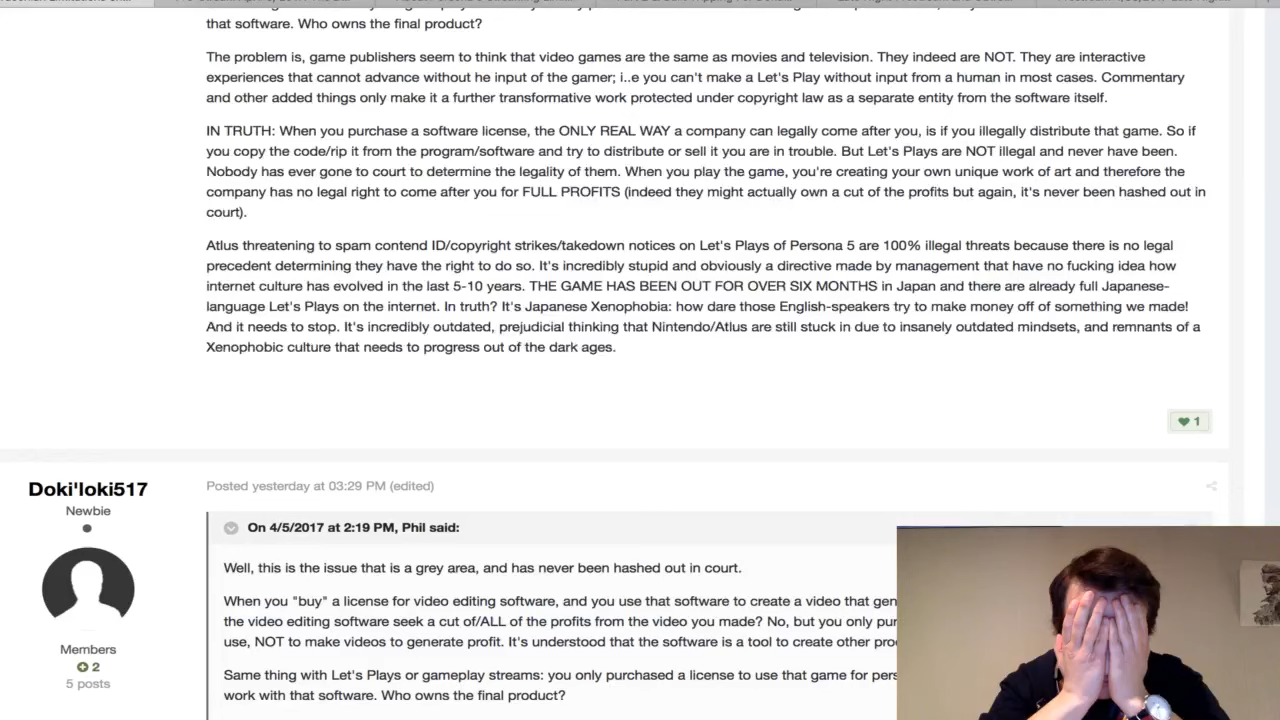 that software. Who owns the final product?
The problem is, game publishers seem to think that video games are the same as movies and television. They indeed are NOT. They are interactive
experiences that cannot advance without he input of the gamer; i..e you can't make a Let's Play without input from a human in most cases. Commentary
and other added things only make it a further transformative work protected under copyright law as a separate entity from the software itself.
IN TRUTH: When you purchase a software license, the ONLY REAL WAY a company can legally come after you, is if you illegally distribute that game. So if
you copy the code/rip it from the program/software and try to distribute or sell it you are in trouble. But Let's Plays are NOT illegal and never have been.
Nobody has ever gone to court to determine the legality of them. When you play the game, you're creating your own unique work of art and therefore the
company has no legal right to come after you for FULL PROFITS (indeed they might actually own a cut of the profits but again, it's never been hashed out in
court).
Atlus threatening to spam contend ID/copyright strikes/takedown notices on Let's Plays of Persona 5 are 100% illegal threats because there is no legal
precedent determining they have the right to do so. It's incredibly stupid and obviously a directive made by management that have no fucking idea how
internet culture has evolved in the last 5-10 years. THE GAME HAS BEEN OUT FOR OVER SIX MONTHS in Japan and there are already full Japanese-
language Let's Plays on the internet. In truth? It's Japanese Xenophobia: how dare those English-speakers try to make money off of something we made!
And it needs to stop. It's incredibly outdated, prejudicial thinking that Nintendo/Atlus are still stuck in due to insanely outdated mindsets, and remnants of a
Xenophobic culture that needs to progress out of the dark ages.
1
Doki'loki517
Newbie
Members
2
5 posts
Posted yesterday at 03:29 PM (edited)
On 4/5/2017 at 2:19 PM, Phil said:
Well, this is the issue that is a grey area, and has never been hashed out in court.
When you "buy" a license for video editing software, and you use that software to create a video that gen
the video editing software seek a cut of/ALL of the profits from the video you made? No, but you only pur
use, NOT to make videos to generate profit. It's understood that the software is a tool to create other pro
Same thing with Let's Plays or gameplay streams: you only purchased a license to use that game for pers
work with that software. Who owns the final product?